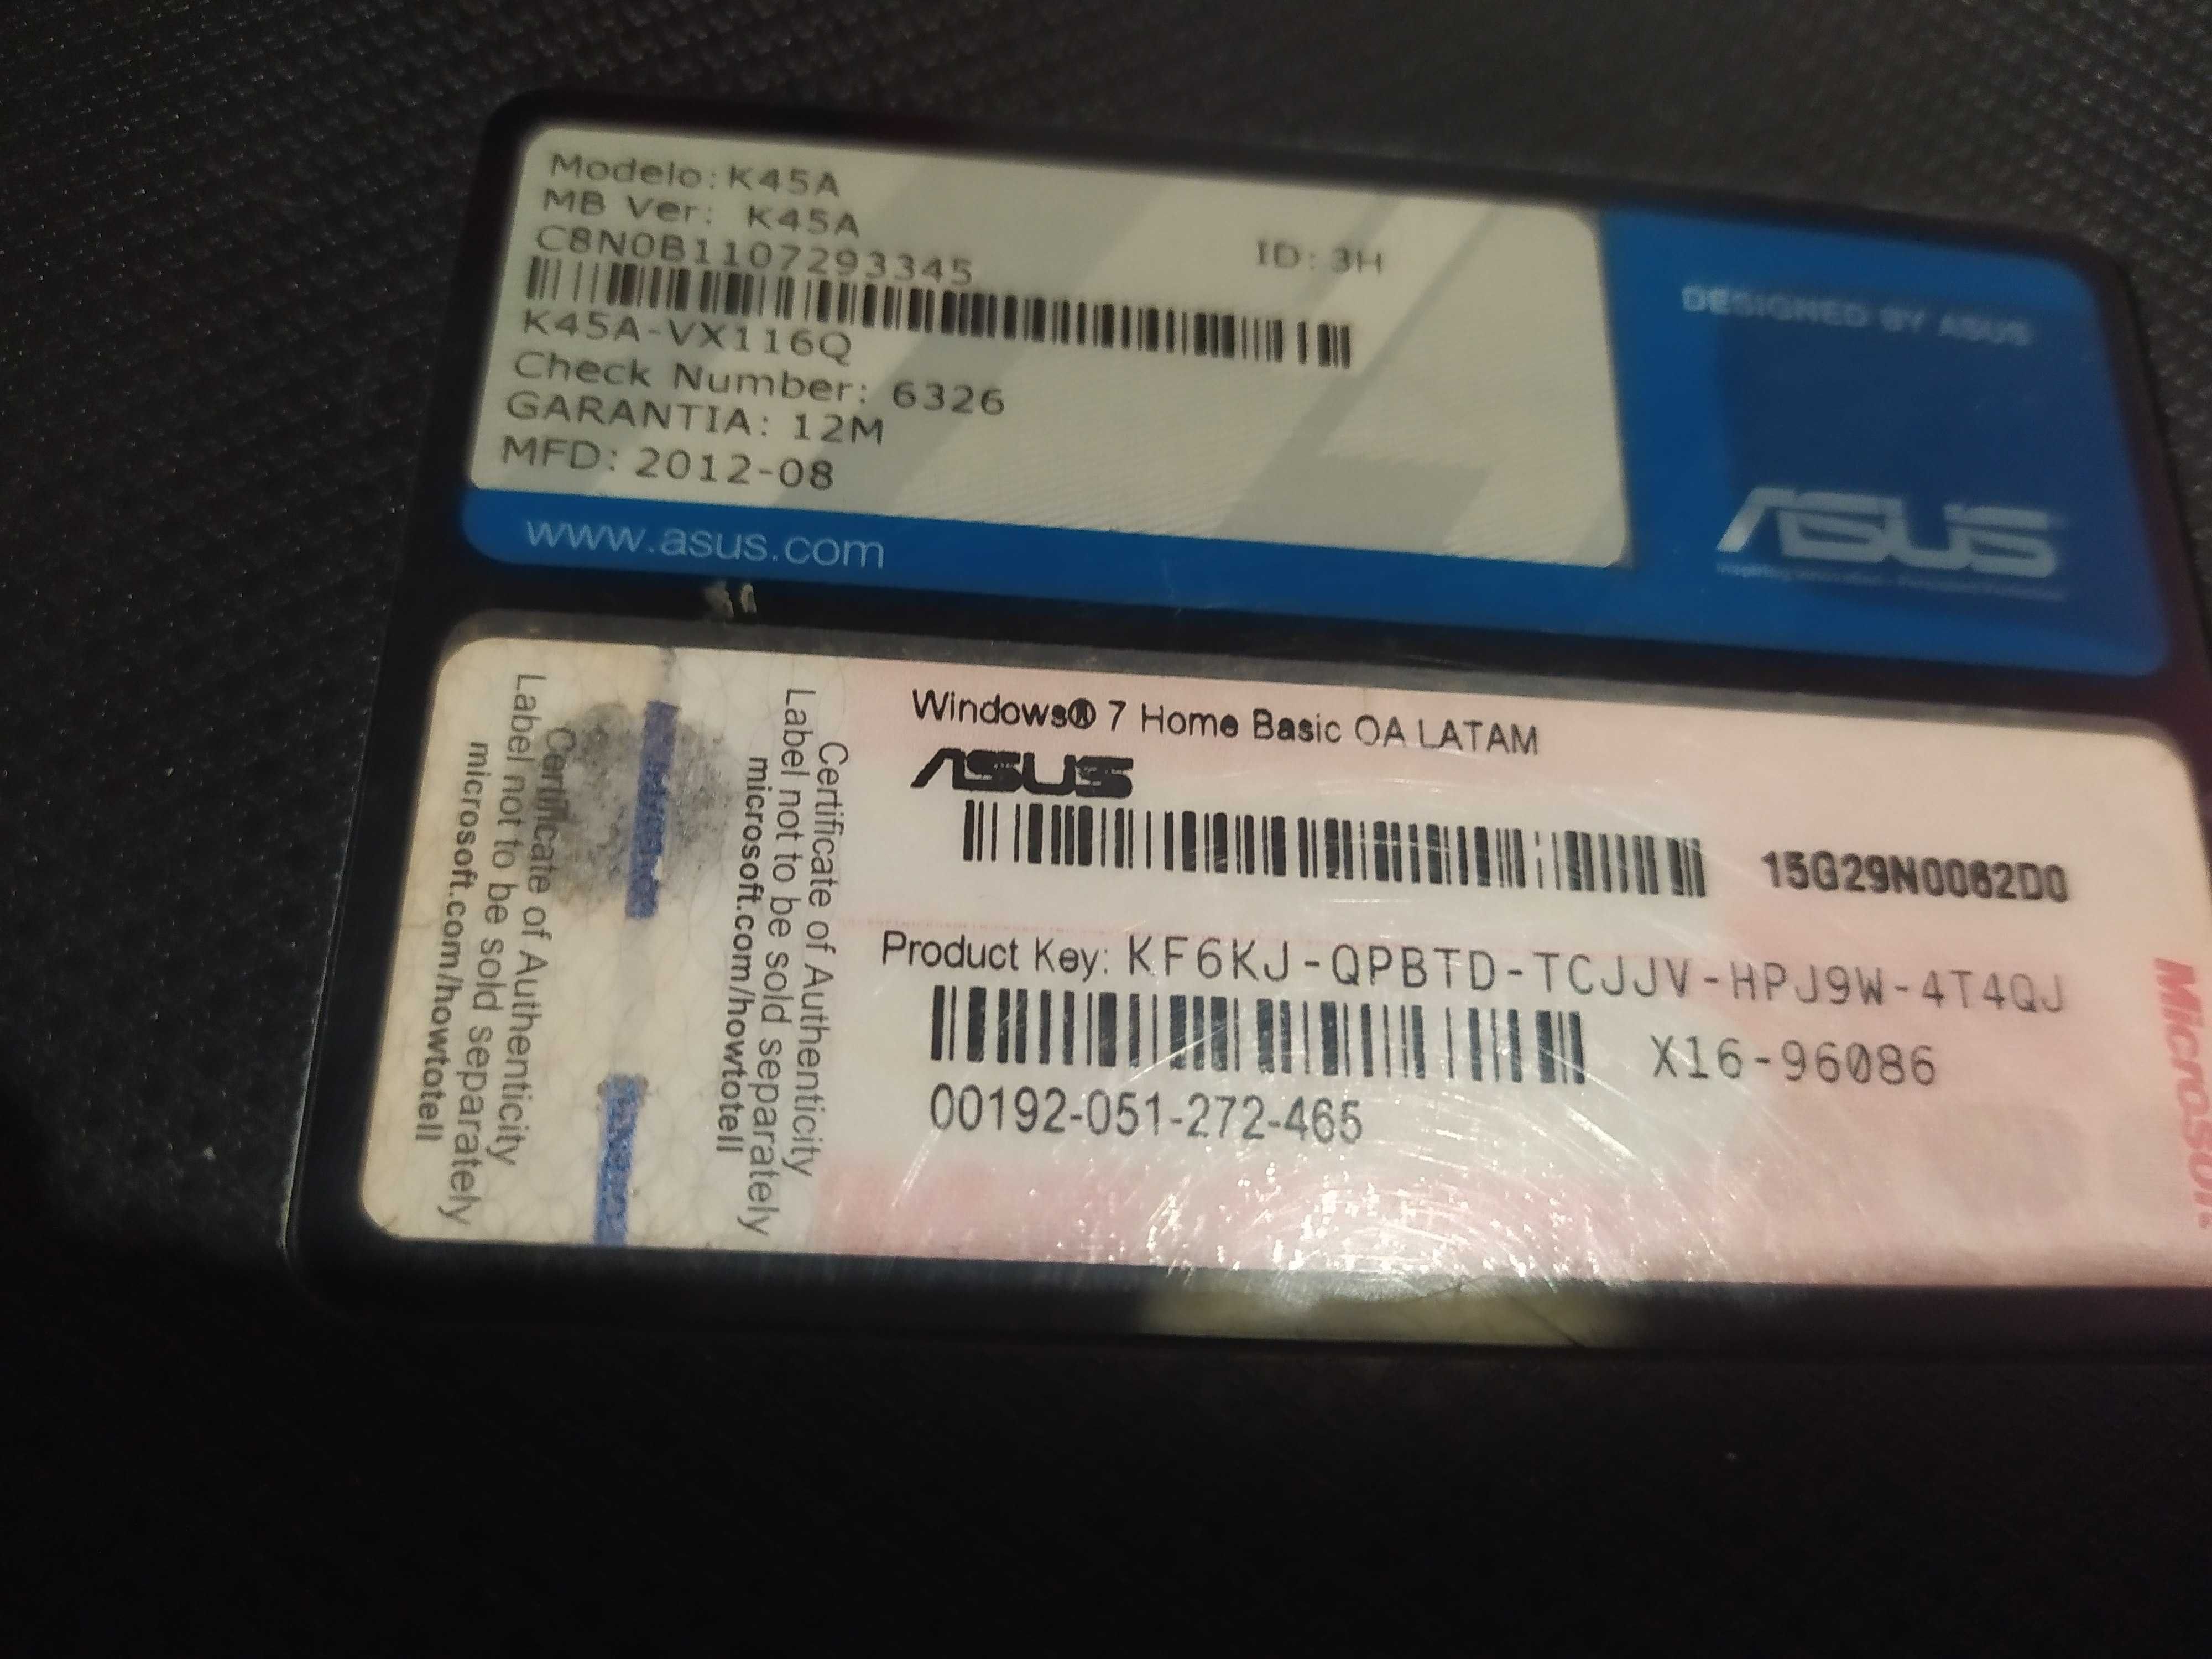 Modelo: K45A
MB Ver: K45A
C8N0B1107293345
ID: 3H
K45A-VX116Q
Check Number: 6326
GARANTIA: 12M
MFD: 2012-08
www.asus.com
DESIGNED BY ASUS
ASUS
Certificate of Authenticity
Label not to be sold separately
microsoft.com/howtotell
Certificate of Authenticity
Label not to be sold separately
microsoft.com/howtotell
Windows® 7 Home Basic OA LATAM
ASUS
15G29N0062D0
Product Key: KF6KJ-QPBTD-TCJJV-HPJ9W-4T4QJ
X16-96086
00192-051-272-465
Microsoft